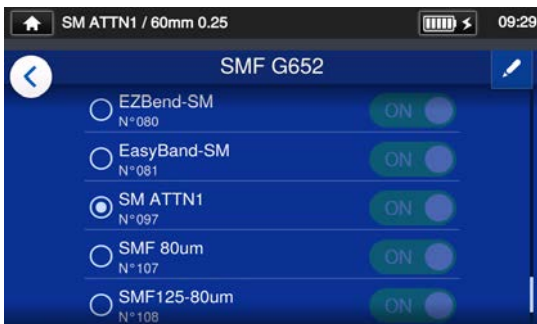 SM ATTN1 / 60mm 0.25
09:29
SMF G652
EZBend-SM
N°080
ON
EasyBand-SM
N°081
ON
SM ATTN1
N°097
ON
SMF 80um
N°107
ON
SMF125-80um
N°108
ON